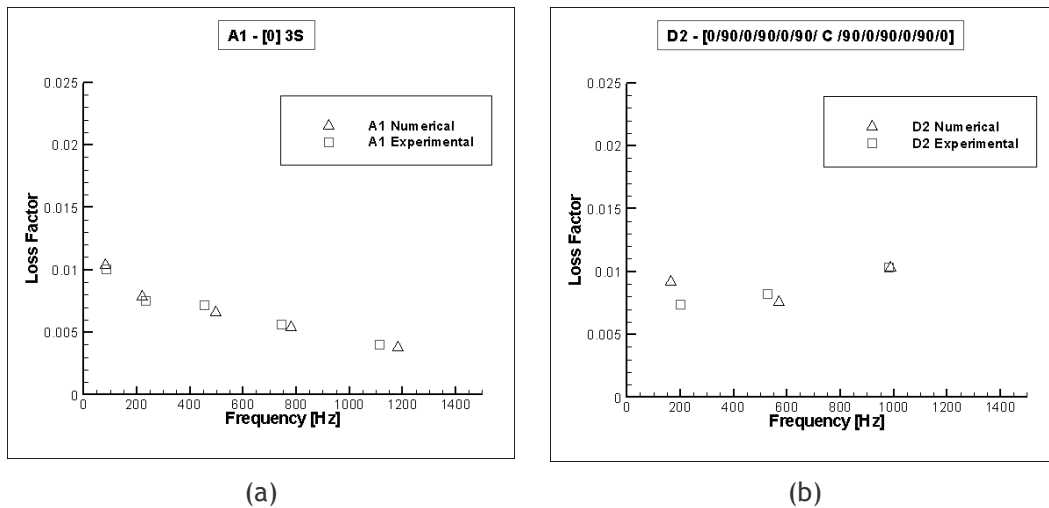 A1 - [0] 3S
0.025
0.02
0.015
0.01
0.005
0
Loss Factor
A1 Numerical
A1 Experimental
0 200 400 600 800 1000 1200 1400
Frequency [Hz]
(a)
D2 - [0/90/0/90/0/90/ C /90/0/90/0/90/0]
0.025
0.02
0.015
0.01
0.005
0
Loss Factor
D2 Numerical
D2 Experimental
0 200 400 600 800 1000 1200 1400
Frequency [Hz]
(b)